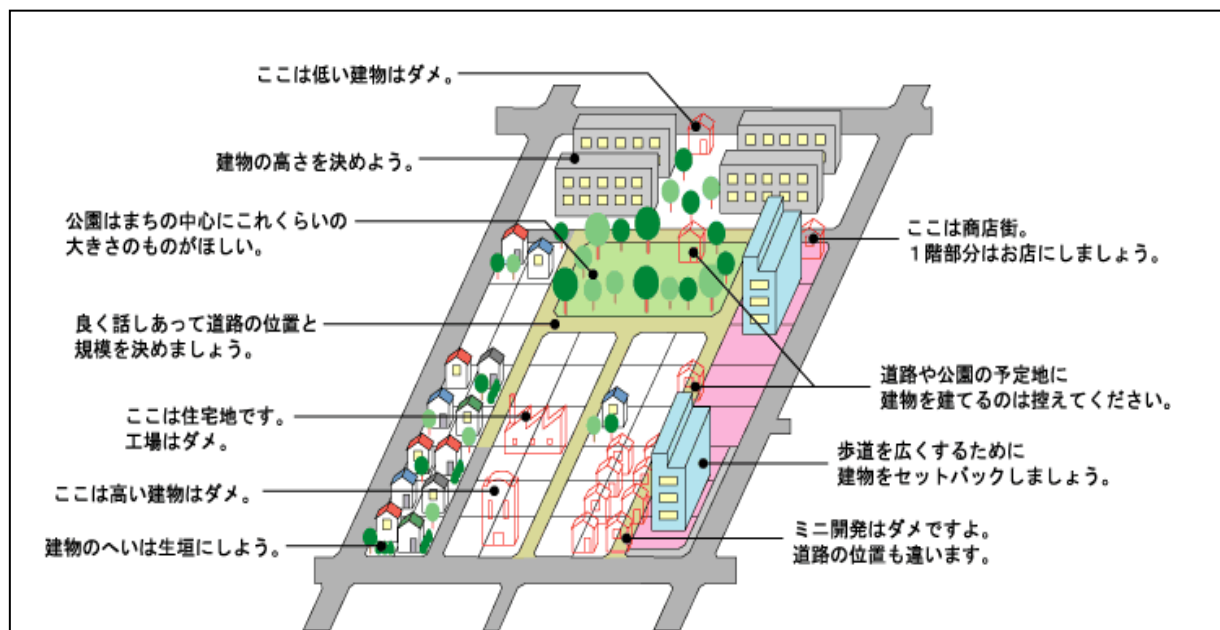 ここは低い建物はダメ。
建物の高さを決めよう。
公園はまちの中心にこれくらいの
大きさのものがほしい。
ここは商店街。
1階部分はお店にしましょう。
良く話しあって道路の位置と
規模を決めましょう。
道路や公園の予定地に
建物を建てるのは控えてください。
ここは住宅地です。
工場はダメ。
歩道を広くするために
建物をセットバックしましょう。
ここは高い建物はダメ。
ミニ開発はダメですよ。
道路の位置も違います。
建物のへいは生垣にしよう。